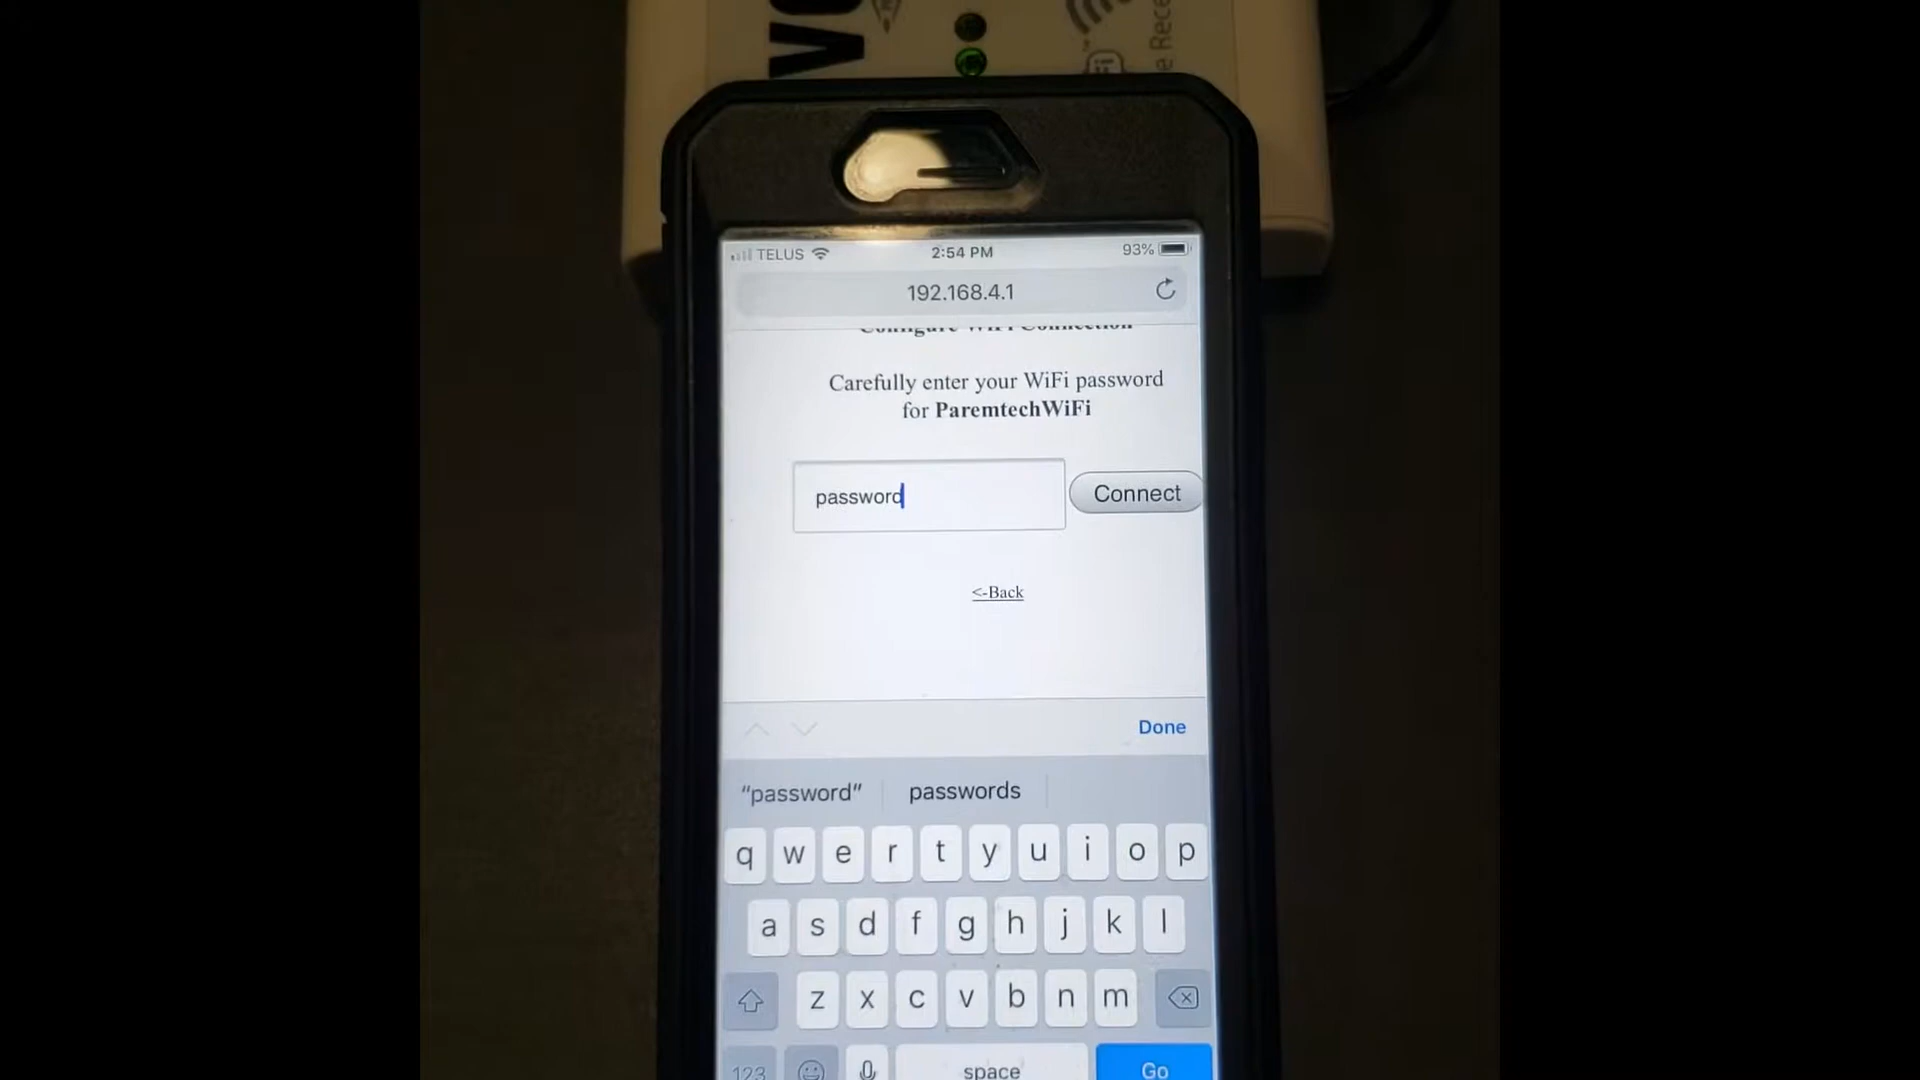 TELUS 2:54 PM 93%
192.168.4.1
Configure WiFi Connection
Carefully enter your WiFi password
for ParemtechWiFi
password
Connect
<-Back
Done
“password” passwords
q w e r t y u i o p
a s d f g h j k l
z x c v b n m
123 space Go